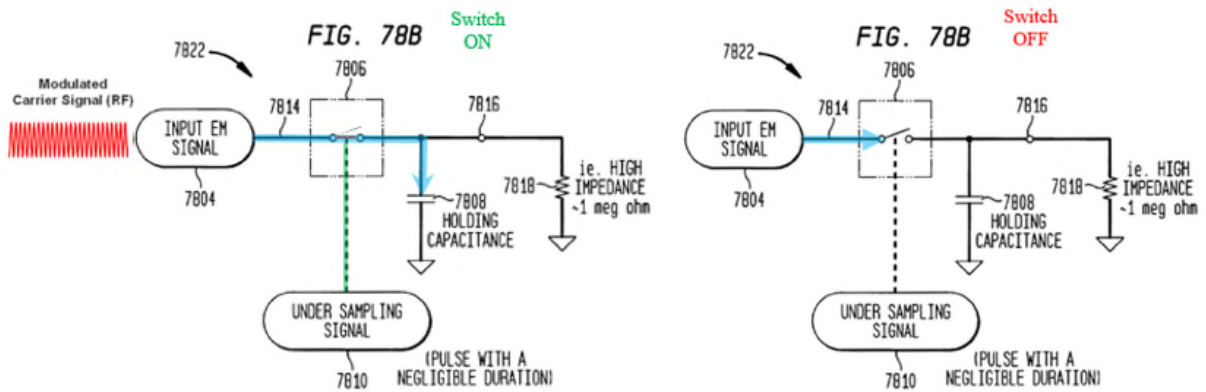 FIG. 78B
Switch
ON
7822
7806
Modulated
Carrier Signal (RF)
7814
7816
INPUT EM
SIGNAL
7804
7818
ie. HIGH
IMPEDANCE
~1 meg ohm
7808
HOLDING
CAPACITANCE
UNDER SAMPLING
SIGNAL
7810
(PULSE WITH A
NEGLIGIBLE DURATION)
FIG. 78B
Switch
OFF
7822
7806
7814
7816
INPUT EM
SIGNAL
7804
7818
ie. HIGH
IMPEDANCE
~1 meg ohm
7808
HOLDING
CAPACITANCE
UNDER SAMPLING
SIGNAL
7810
(PULSE WITH A
NEGLIGIBLE DURATION)